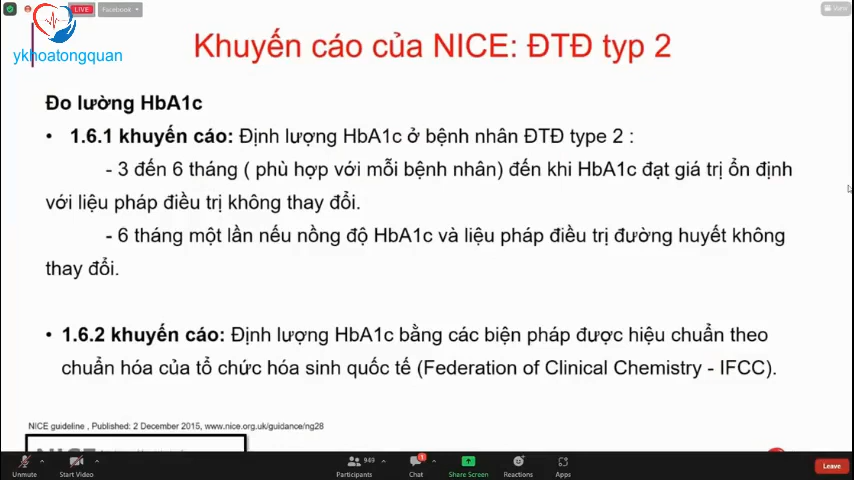 LIVE
Facebook
View
ykhoatongquan
Khuyến cáo của NICE: ĐTĐ typ 2
Đo lường HbA1c
• 1.6.1 khuyến cáo: Định lượng HbA1c ở bệnh nhân ĐTĐ type 2 :
- 3 đến 6 tháng ( phù hợp với mỗi bệnh nhân) đến khi HbA1c đạt giá trị ổn định
với liệu pháp điều trị không thay đổi.
- 6 tháng một lần nếu nồng độ HbA1c và liệu pháp điều trị đường huyết không
thay đổi.
• 1.6.2 khuyến cáo: Định lượng HbA1c bằng các biện pháp được hiệu chuẩn theo
chuẩn hóa của tổ chức hóa sinh quốc tế (Federation of Clinical Chemistry - IFCC).
NICE guideline , Published: 2 December 2015, www.nice.org.uk/guidance/ng28
Unmute
Start Video
Participants
Chat
1
Share Screen
Reactions
Apps
Leave